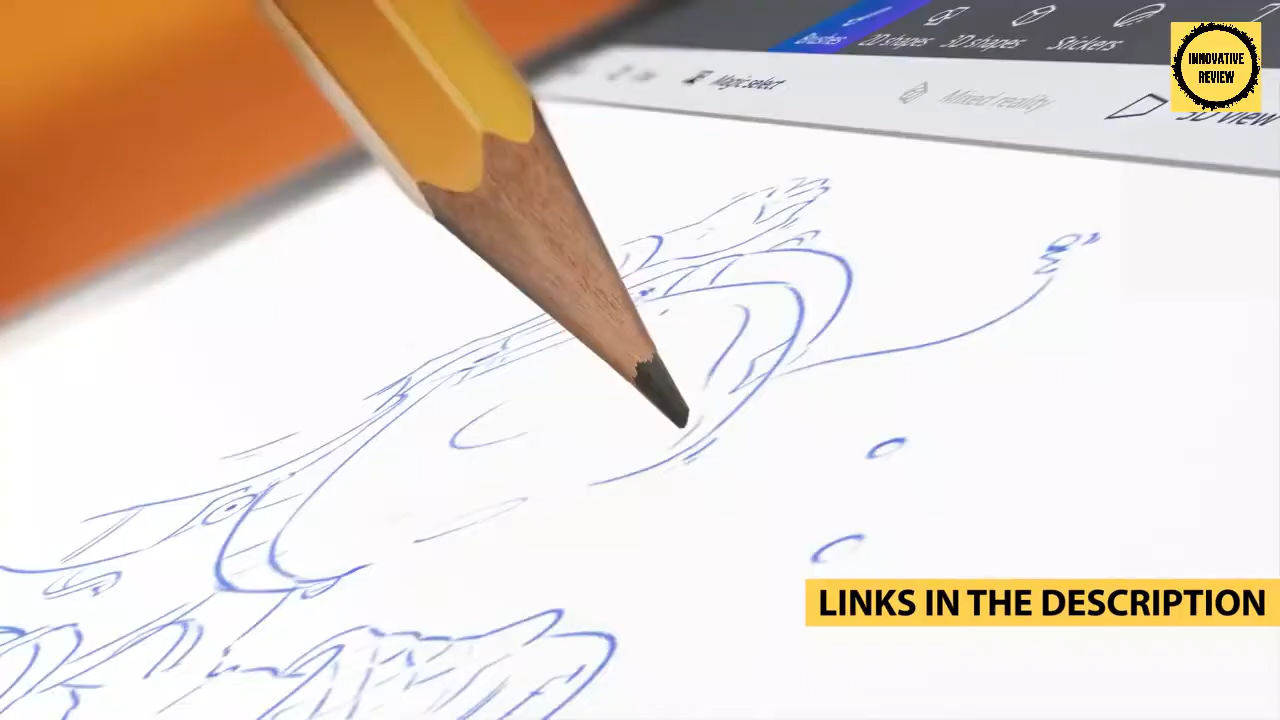 Brushes 2D shapes 3D shapes Stickers
Magic select Mixed reality 3D view
INNOVATIVE
REVIEW
LINKS IN THE DESCRIPTION